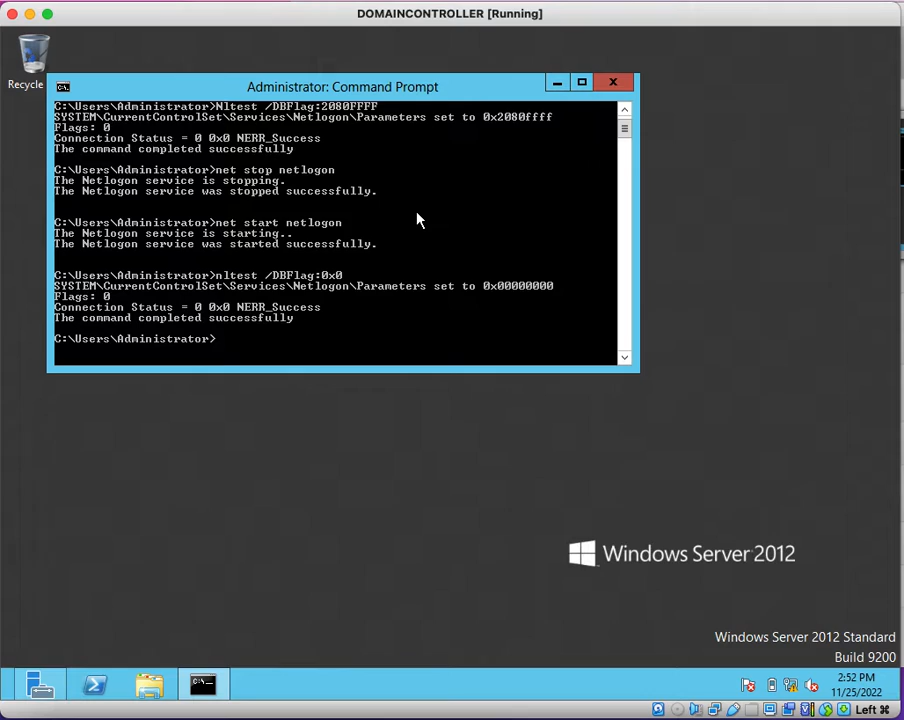 DOMAINCONTROLLER [Running]
Recycle
Administrator: Command Prompt
C:\Users\Administrator>Nltest /DBFlag:2080FFFF
SYSTEM\CurrentControlSet\Services\Netlogon\Parameters set to 0x2080ffff
Flags: 0
Connection Status = 0 0x0 NERR_Success
The command completed successfully
C:\Users\Administrator>net stop netlogon
The Netlogon service is stopping.
The Netlogon service was stopped successfully.
C:\Users\Administrator>net start netlogon
The Netlogon service is starting..
The Netlogon service was started successfully.
C:\Users\Administrator>nltest /DBFlag:0x0
SYSTEM\CurrentControlSet\Services\Netlogon\Parameters set to 0x00000000
Flags: 0
Connection Status = 0 0x0 NERR_Success
The command completed successfully
C:\Users\Administrator>
Windows Server 2012
Windows Server 2012 Standard
Build 9200
2:52 PM
11/25/2022
Left ⌘